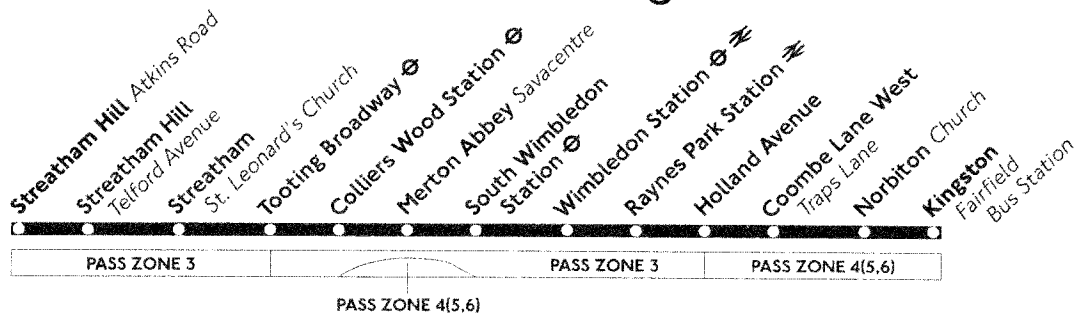 Streatham Hill Atkins Road
Streatham Hill
Telford Avenue
Streatham
St. Leonard's Church
Tooting Broadway
Colliers Wood Station
Merton Abbey Savacentre
South Wimbledon
Station
Wimbledon Station
Raynes Park Station
Holland Avenue
Coombe Lane West
Traps Lane
Norbiton Church
Kingston
Fairfield
Bus Station
PASS ZONE 3
PASS ZONE 3
PASS ZONE 4(5,6)
PASS ZONE 4(5,6)